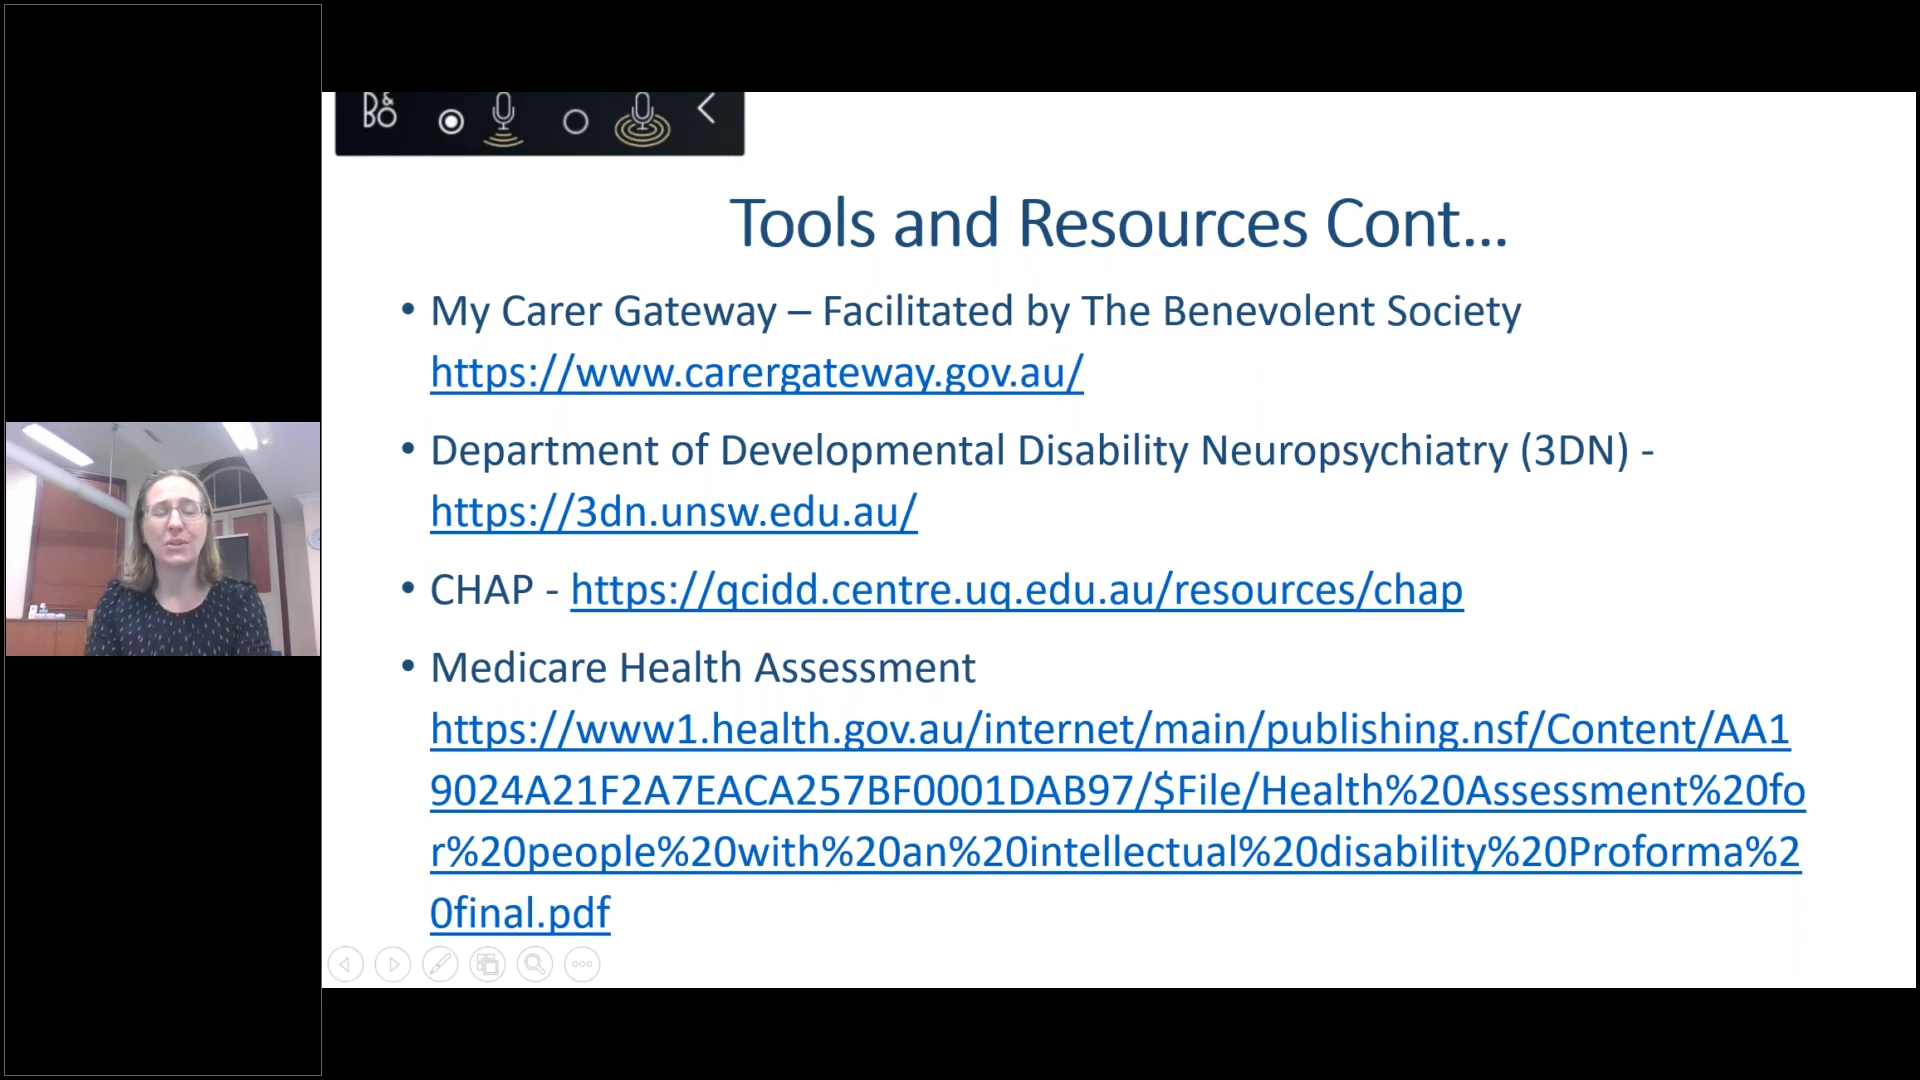 B&O
Tools and Resources Cont...
• My Carer Gateway – Facilitated by The Benevolent Society
https://www.carergateway.gov.au/
• Department of Developmental Disability Neuropsychiatry (3DN) -
https://3dn.unsw.edu.au/
• CHAP - https://qcidd.centre.uq.edu.au/resources/chap
• Medicare Health Assessment
https://www1.health.gov.au/internet/main/publishing.nsf/Content/AA1
9024A21F2A7EACA257BF0001DAB97/$File/Health%20Assessment%20fo
r%20people%20with%20an%20intellectual%20disability%20Proforma%2
0final.pdf